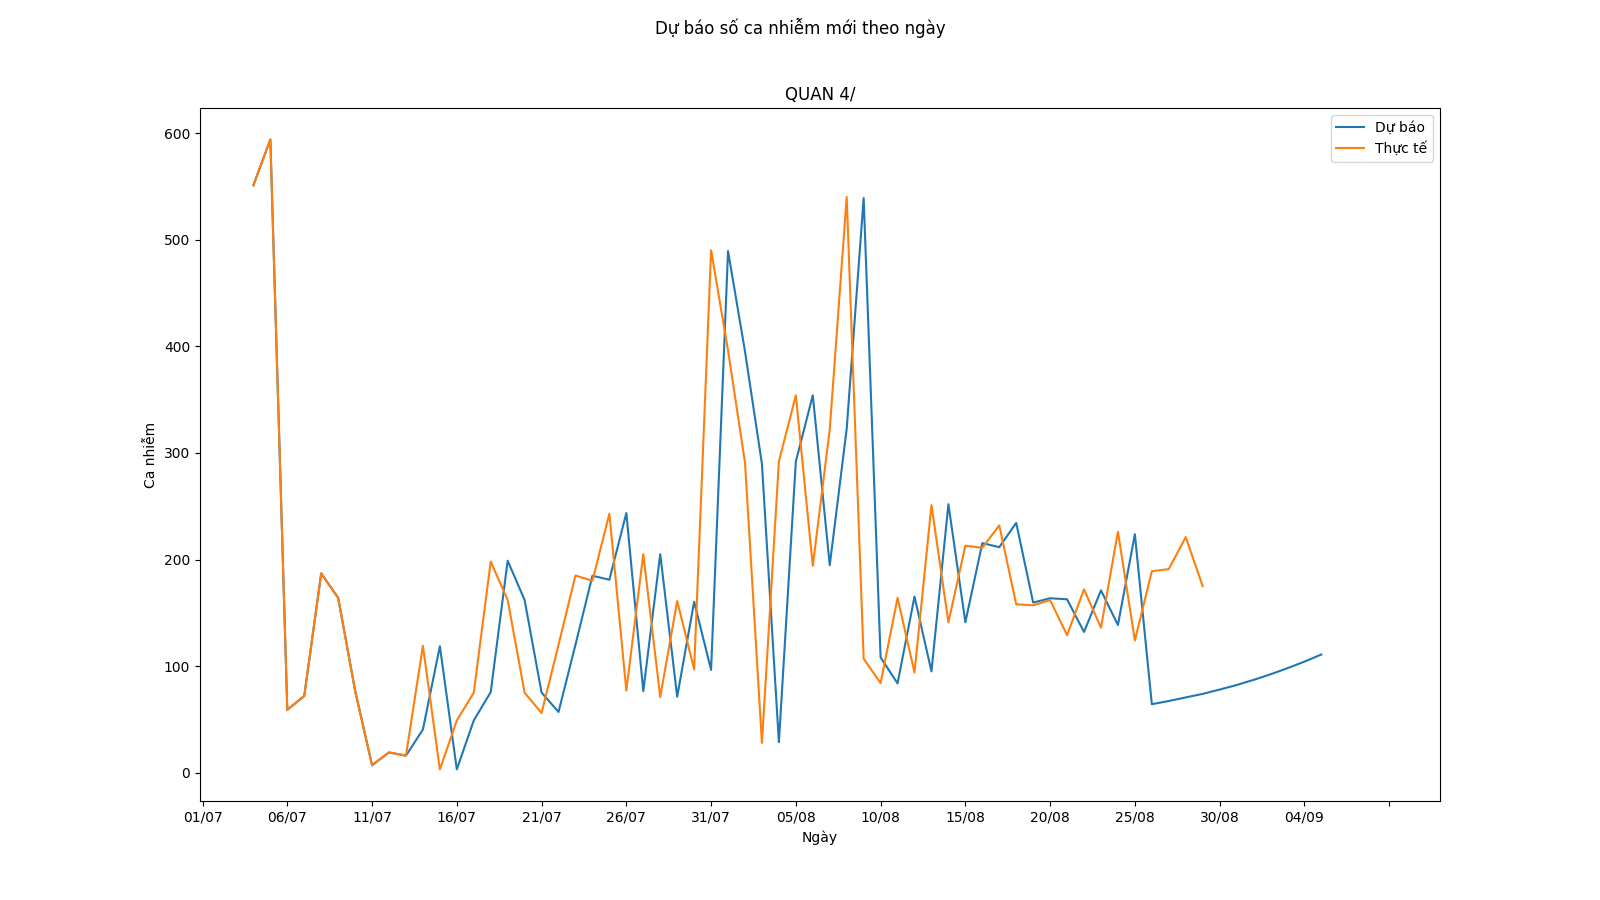 Dự báo số ca nhiễm mới theo ngày
QUAN 4/
Dự báo
Thực tế
600
500
400
300
200
100
0
Ca nhiễm
01/07 06/07 11/07 16/07 21/07 26/07 31/07 05/08 10/08 15/08 20/08 25/08 30/08 04/09
Ngày